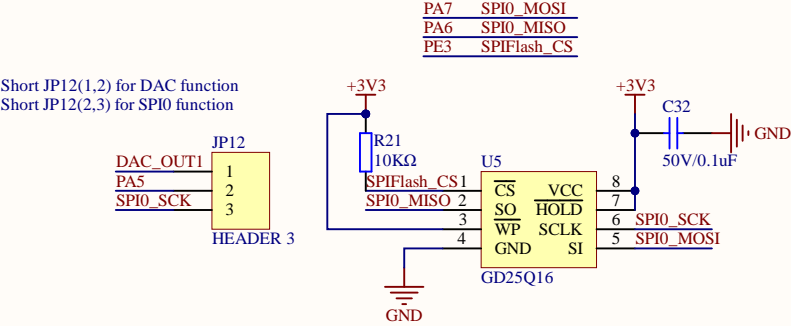 PA7 SPI0_MOSI
PA6 SPI0_MISO
PE3 SPIFlash_CS
Short JP12(1,2) for DAC function
Short JP12(2,3) for SPI0 function
+3V3
+3V3
C32
GND
50V/0.1uF
JP12
DAC_OUT1 1
PA5 2
SPI0_SCK 3
HEADER 3
R21
10KΩ
U5
SPIFlash_CS 1 CS VCC 8
SPI0_MISO 2 SO HOLD 7
3 WP SCLK 6 SPI0_SCK
4 GND SI 5 SPI0_MOSI
GD25Q16
GND